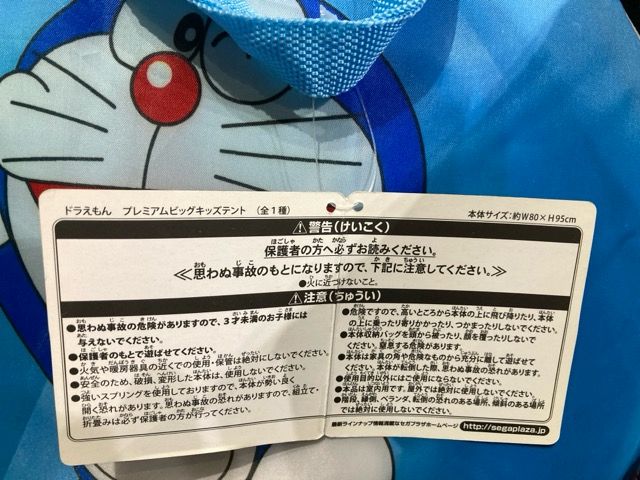 ドラえもん プレミアムビッグキッズテント (全1種)
本体サイズ:約W80×H95cm
⚠警告(けいこく)
保護者の方へ必ずお読みください。
≪思わぬ事故のもとになりますので、下記に注意してください。≫
●火に近づけないこと。
⚠注意(ちゅうい)
●思わぬ事故の危険がありますので、3才未満のお子様には
与えないでください。
●保護者のもとで遊ばせてください。
●火気や暖房器具の近くでの使用・保管は絶対にしないでください。
●安全のため、破損、変形した本体は、使用しないでください。
●強いスプリングを使用しておりますので、本体が勢い良く
開く恐れがあります。思わぬ事故の恐れがありますので、組立て・
折畳みは必ず保護者の方が行ってください。
●危険ですので、高いところから本体の上に飛び降りたり、本体
の上に乗ったり寄りかかったり、つかまったりしないでください。
●本体収納バッグを頭から被ったり、顔を覆ったりしないで
ください。窒息する恐れがあります。
●本体は家具の角や危険なものから充分に離して遊ばせて
ください。本体が転倒した際、思わぬ事故の恐れがあります。
●使用目的以外にはご使用にならないでください。
●本品は室内用です。屋外では絶対に使用しないでください。
●階段、縁側、ベランダ、転倒の恐れのある場所、傾斜のある場所
では絶対に使用しないでください。
最新ラインナップ情報満載なセガプラザホームページ
http://segaplaza.jp